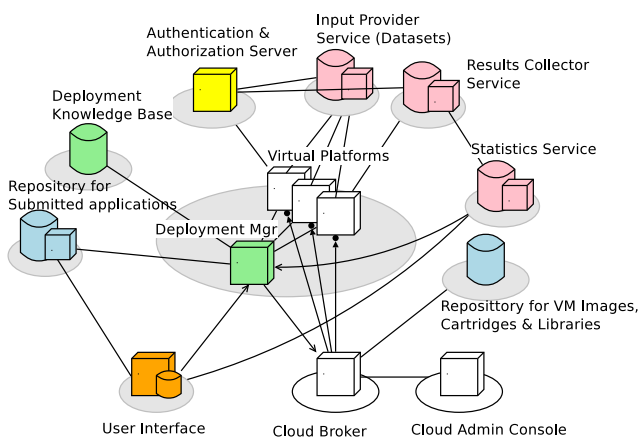 Input Provider
Service (Datasets)
Authentication &
Authorization Server
Results Collector
Service
Deployment
Knowledge Base
Virtual Platforms
Statistics Service
Repository for
Submitted applications
Deployment Mgr
Reposittory for VM Images,
Cartridges & Libraries
User Interface
Cloud Broker
Cloud Admin Console